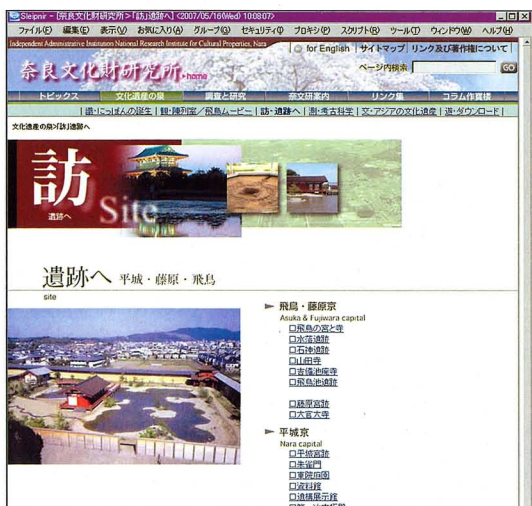 Sleipnir - [奈良文化財研究所>「訪」遺跡へ] <2007/05/16(Wed) 10:08:07>
ファイル(F) 編集(E) 表示(V) お気に入り(A) グループ(G) セキュリティ(I) プロキシ(P) スクリプト(R) ツール(T) ウィンドウ(W) ヘルプ(H)
Independent Administrative Institution National Research Institute for Cultural Properties, Nara
for English サイトマップ リンク及び著作権について
奈良文化財研究所 home
ページ内検索 GO
トピックス 文化遺産の泉 調査と研究 奈文研案内 リンク集 コラム作寶樓
| 識・にっぽんの誕生 | 観・陳列室／飛鳥ムービー | 訪・遺跡へ | 測・考古科学 | 交・アジアの文化遺産 | 追・ダウンロード |
文化遺産の泉>「訪」遺跡へ
訪
遺跡へ
Site
遺跡へ 平城・藤原・飛鳥
site
飛鳥・藤原京
Asuka & Fujiwara capital
□飛鳥の宮と寺
□水落遺跡
□石神遺跡
□山田寺
□吉備池廃寺
□飛鳥池遺跡
□藤原宮跡
□大官大寺
平城京
Nara capital
□平城宮跡
□朱雀門
□東院庭園
□資料館
□遺構展示館